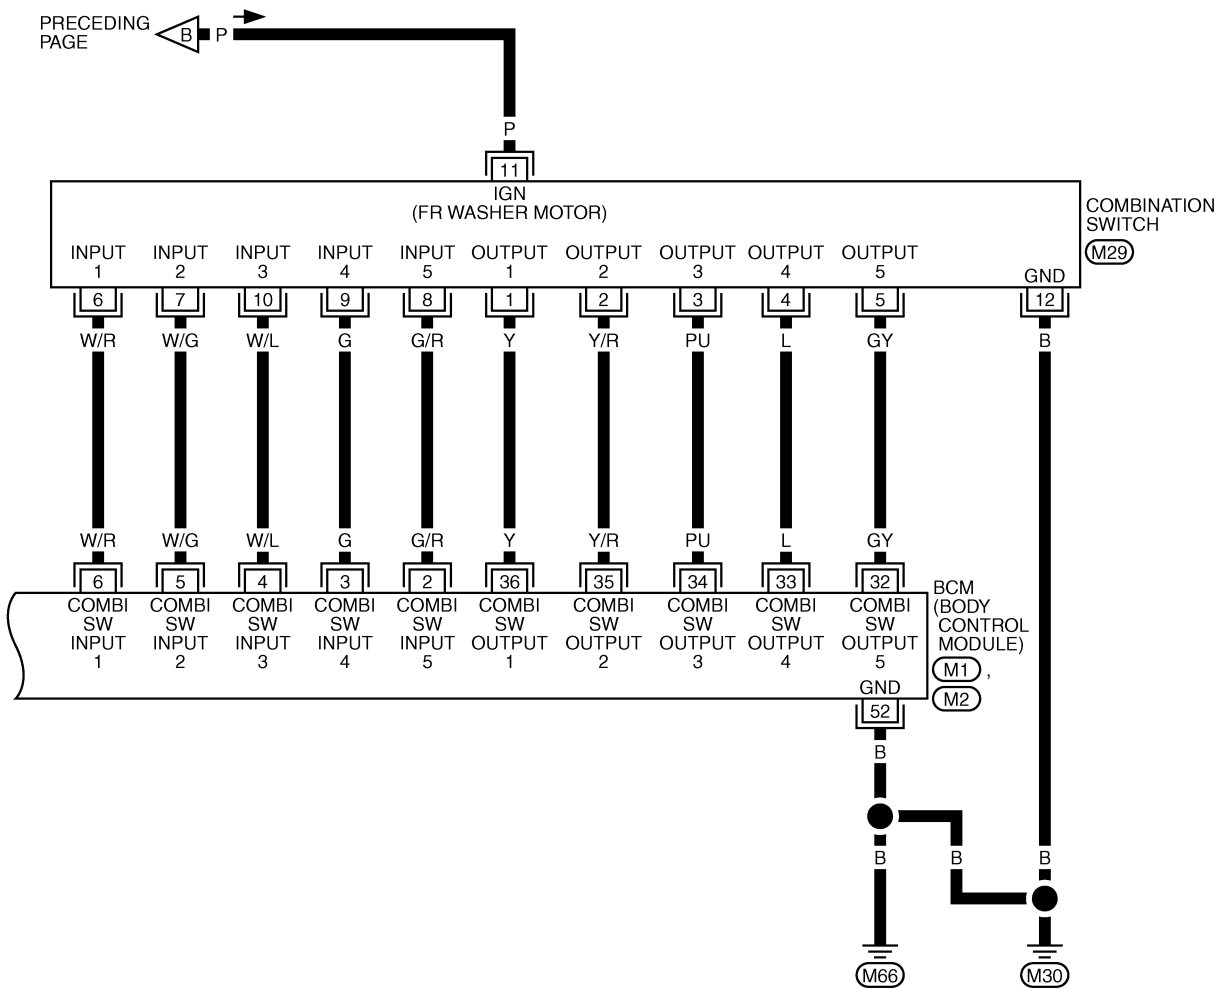 PRECEDING
PAGE
B P
P
11
IGN
(FR WASHER MOTOR)
COMBINATION
SWITCH
M29
INPUT INPUT INPUT INPUT INPUT OUTPUT OUTPUT OUTPUT OUTPUT OUTPUT
1 2 3 4 5 1 2 3 4 5
GND
6 7 10 9 8 1 2 3 4 5 12
W/R W/G W/L G G/R Y Y/R PU L GY B
W/R W/G W/L G G/R Y Y/R PU L GY
6 5 4 3 2 36 35 34 33 32
COMBI COMBI COMBI COMBI COMBI COMBI COMBI COMBI COMBI COMBI
SW SW SW SW SW SW SW SW SW SW
INPUT INPUT INPUT INPUT INPUT OUTPUT OUTPUT OUTPUT OUTPUT OUTPUT
1 2 3 4 5 1 2 3 4 5
BCM
(BODY
CONTROL
MODULE)
M1 ,
M2
GND
52
B
B B B
M66 M30